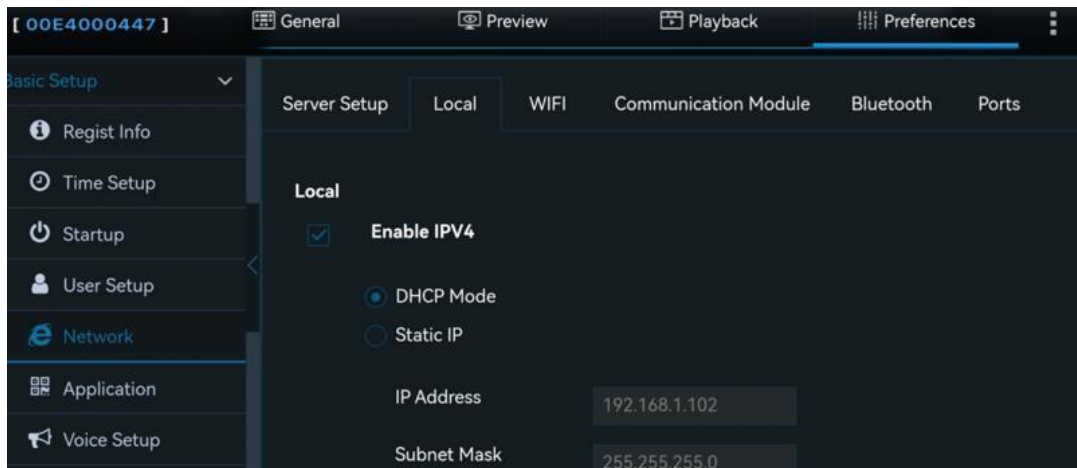 [ 00E4000447 ]
General
Preview
Playback
Preferences
Basic Setup
Regist Info
Time Setup
Startup
User Setup
Network
Application
Voice Setup
Server Setup
Local
WIFI
Communication Module
Bluetooth
Ports
Local
Enable IPV4
DHCP Mode
Static IP
IP Address
192.168.1.102
Subnet Mask
255.255.255.0